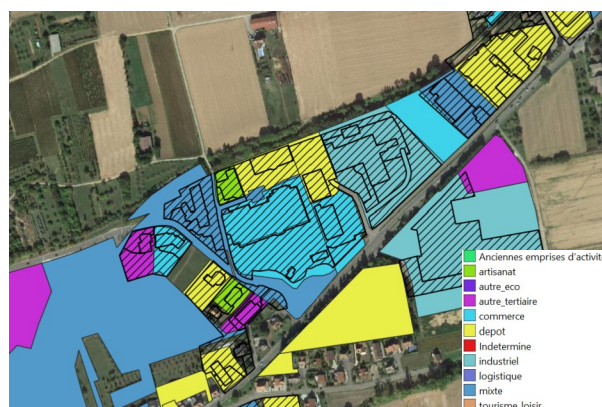 Anciennes emprises d'activit
artisanat
autre_eco
autre_tertiaire
commerce
depot
Indetermine
industriel
logistique
mixte
tourisme_loisir